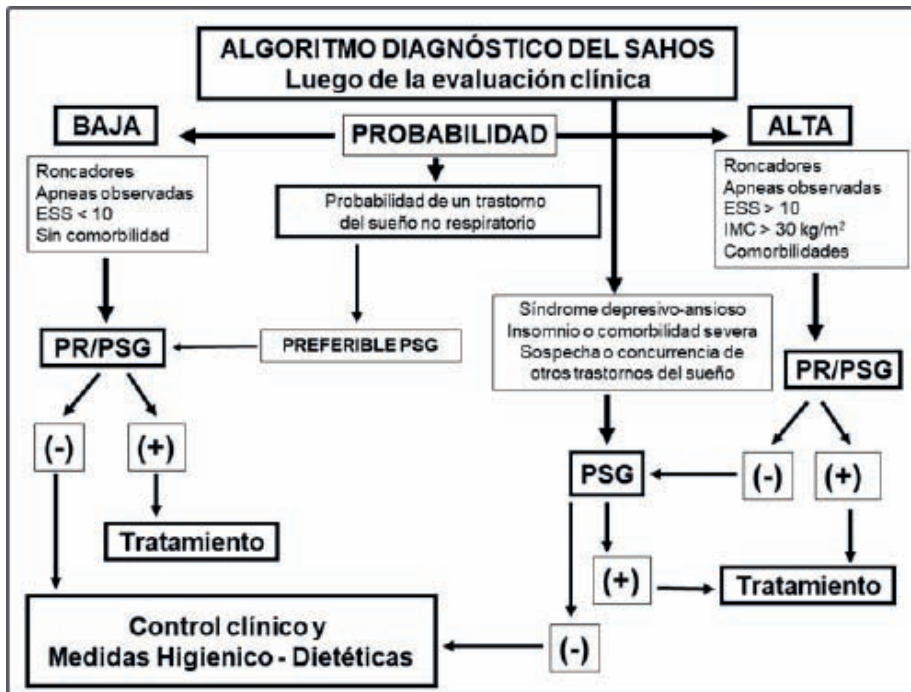 ALGORITMO DIAGNÓSTICO DEL SAHOS
Luego de la evaluación clínica
BAJA
PROBABILIDAD
ALTA
Roncadores
Apneas observadas
ESS < 10
Sin comorbilidad
Probabilidad de un trastorno
del sueño no respiratorio
Roncadores
Apneas observadas
ESS > 10
IMC > 30 kg/m²
Comorbilidades
PR/PSG
PREFERIBLE PSG
Síndrome depresivo-ansioso
Insomnio o comorbilidad severa
Sospecha o concurrencia de
otros trastornos del sueño
PR/PSG
(-)
(+)
PSG
(-)
(+)
Tratamiento
(+)
Tratamiento
Control clínico y
Medidas Higienico - Dietéticas
(-)